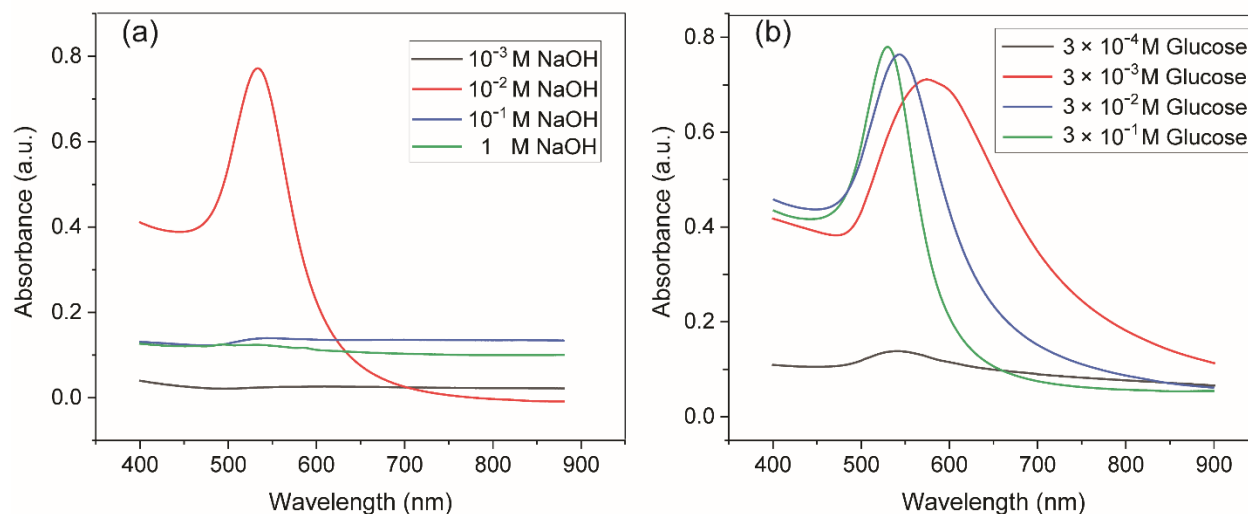 (a)
10⁻³ M NaOH
10⁻² M NaOH
10⁻¹ M NaOH
1 M NaOH
0.8
0.6
0.4
0.2
0.0
Absorbance (a.u.)
400 500 600 700 800 900
Wavelength (nm)
(b)
3 × 10⁻⁴ M Glucose
3 × 10⁻³ M Glucose
3 × 10⁻² M Glucose
3 × 10⁻¹ M Glucose
0.8
0.6
0.4
0.2
0.0
Absorbance (a.u.)
400 500 600 700 800 900
Wavelength (nm)